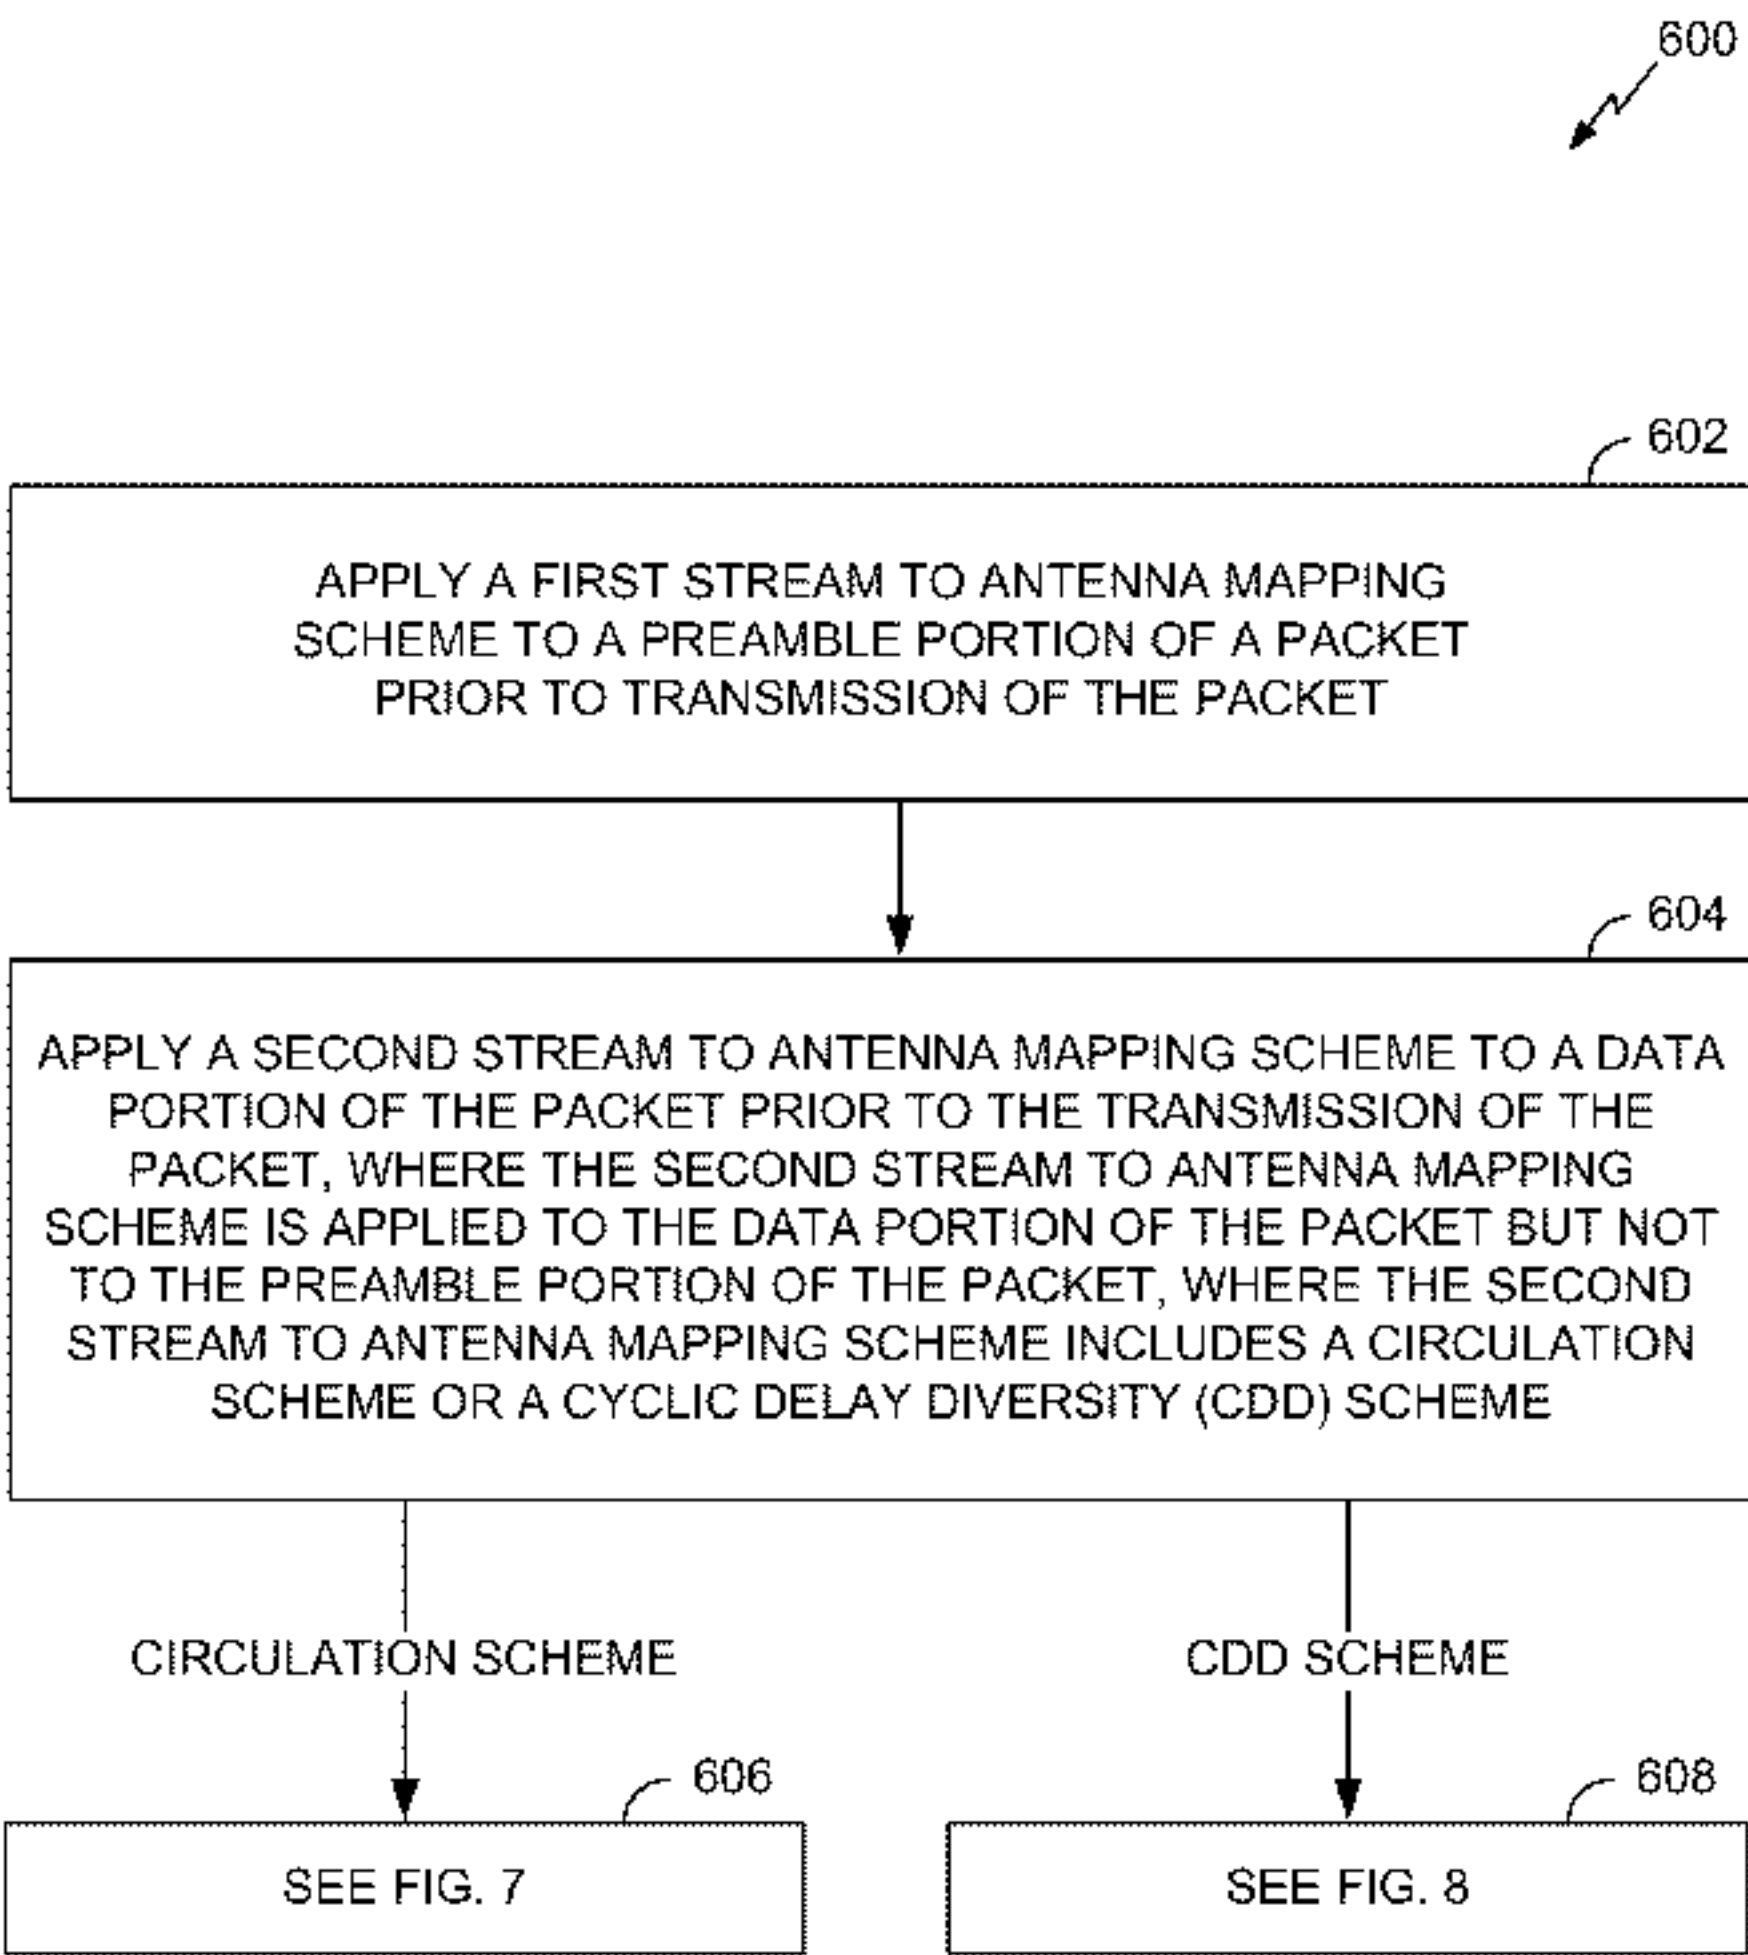 600
602
APPLY A FIRST STREAM TO ANTENNA MAPPING
SCHEME TO A PREAMBLE PORTION OF A PACKET
PRIOR TO TRANSMISSION OF THE PACKET
604
APPLY A SECOND STREAM TO ANTENNA MAPPING SCHEME TO A DATA
PORTION OF THE PACKET PRIOR TO THE TRANSMISSION OF THE
PACKET, WHERE THE SECOND STREAM TO ANTENNA MAPPING
SCHEME IS APPLIED TO THE DATA PORTION OF THE PACKET BUT NOT
TO THE PREAMBLE PORTION OF THE PACKET, WHERE THE SECOND
STREAM TO ANTENNA MAPPING SCHEME INCLUDES A CIRCULATION
SCHEME OR A CYCLIC DELAY DIVERSITY (CDD) SCHEME
CIRCULATION SCHEME
CDD SCHEME
606
608
SEE FIG. 7
SEE FIG. 8